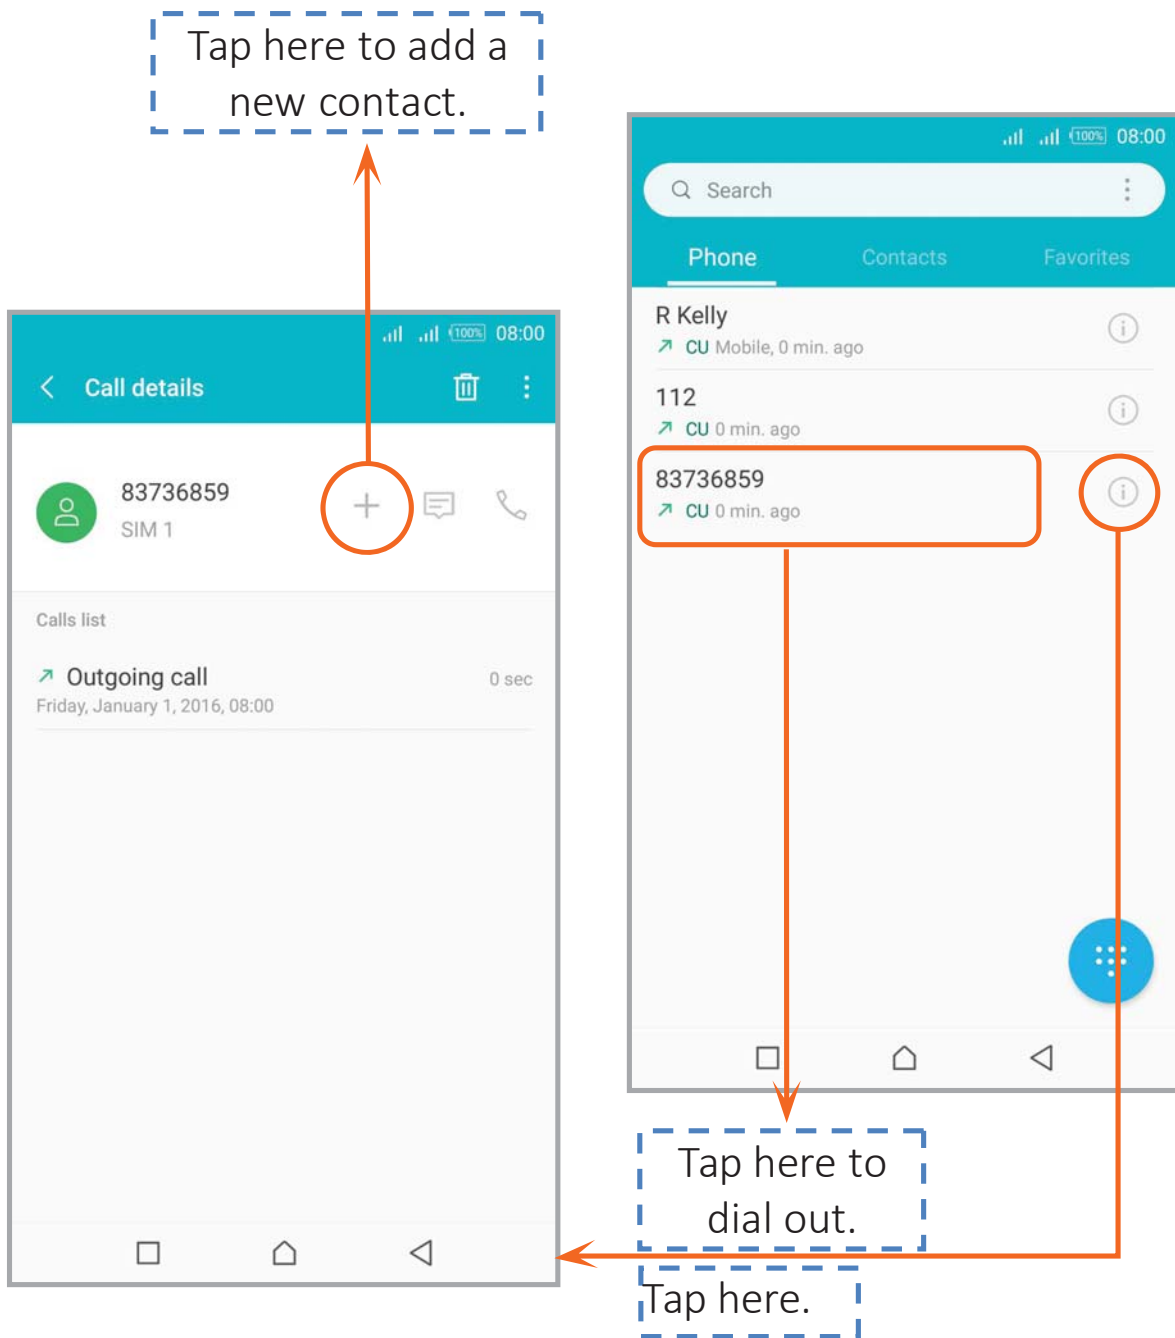 Tap here to add a
new contact.
100% 08:00
Search
Phone Contacts Favorites
R Kelly
CU Mobile, 0 min. ago
112
CU 0 min. ago
83736859
CU 0 min. ago
100% 08:00
Call details
83736859
SIM 1
Calls list
Outgoing call 0 sec
Friday, January 1, 2016, 08:00
Tap here to
dial out.
Tap here.